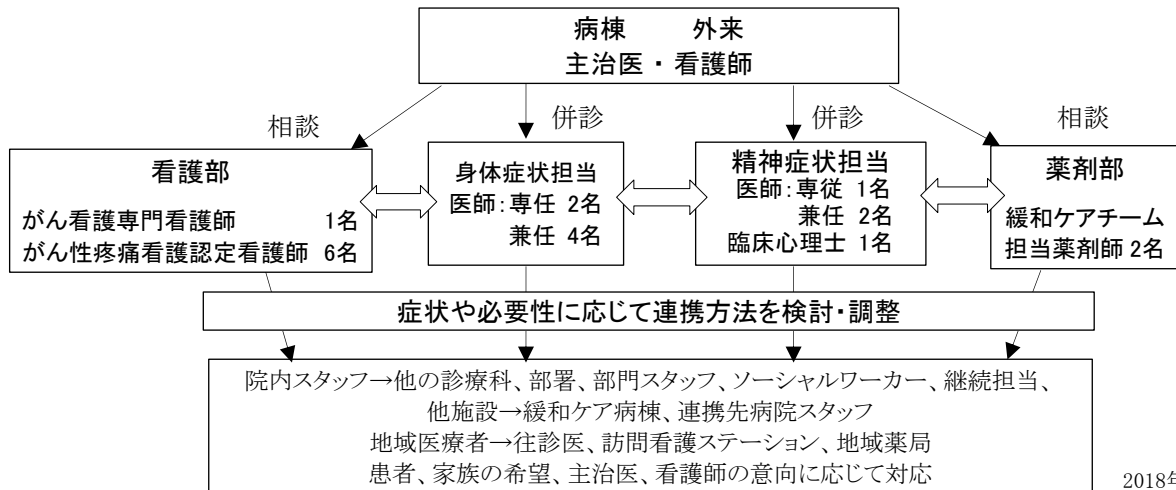 病棟 外来
主治医・看護師
相談
併診
併診
相談
看護部
がん看護専門看護師 1名
がん性疼痛看護認定看護師 6名
身体症状担当
医師:専任 2名
兼任 4名
精神症状担当
医師:専従 1名
兼任 2名
臨床心理士 1名
薬剤部
緩和ケアチーム
担当薬剤師 2名
症状や必要性に応じて連携方法を検討・調整
院内スタッフ→他の診療科、部署、部門スタッフ、ソーシャルワーカー、継続担当、
他施設→緩和ケア病棟、連携先病院スタッフ
地域医療者→往診医、訪問看護ステーション、地域薬局
患者、家族の希望、主治医、看護師の意向に応じて対応
2018年